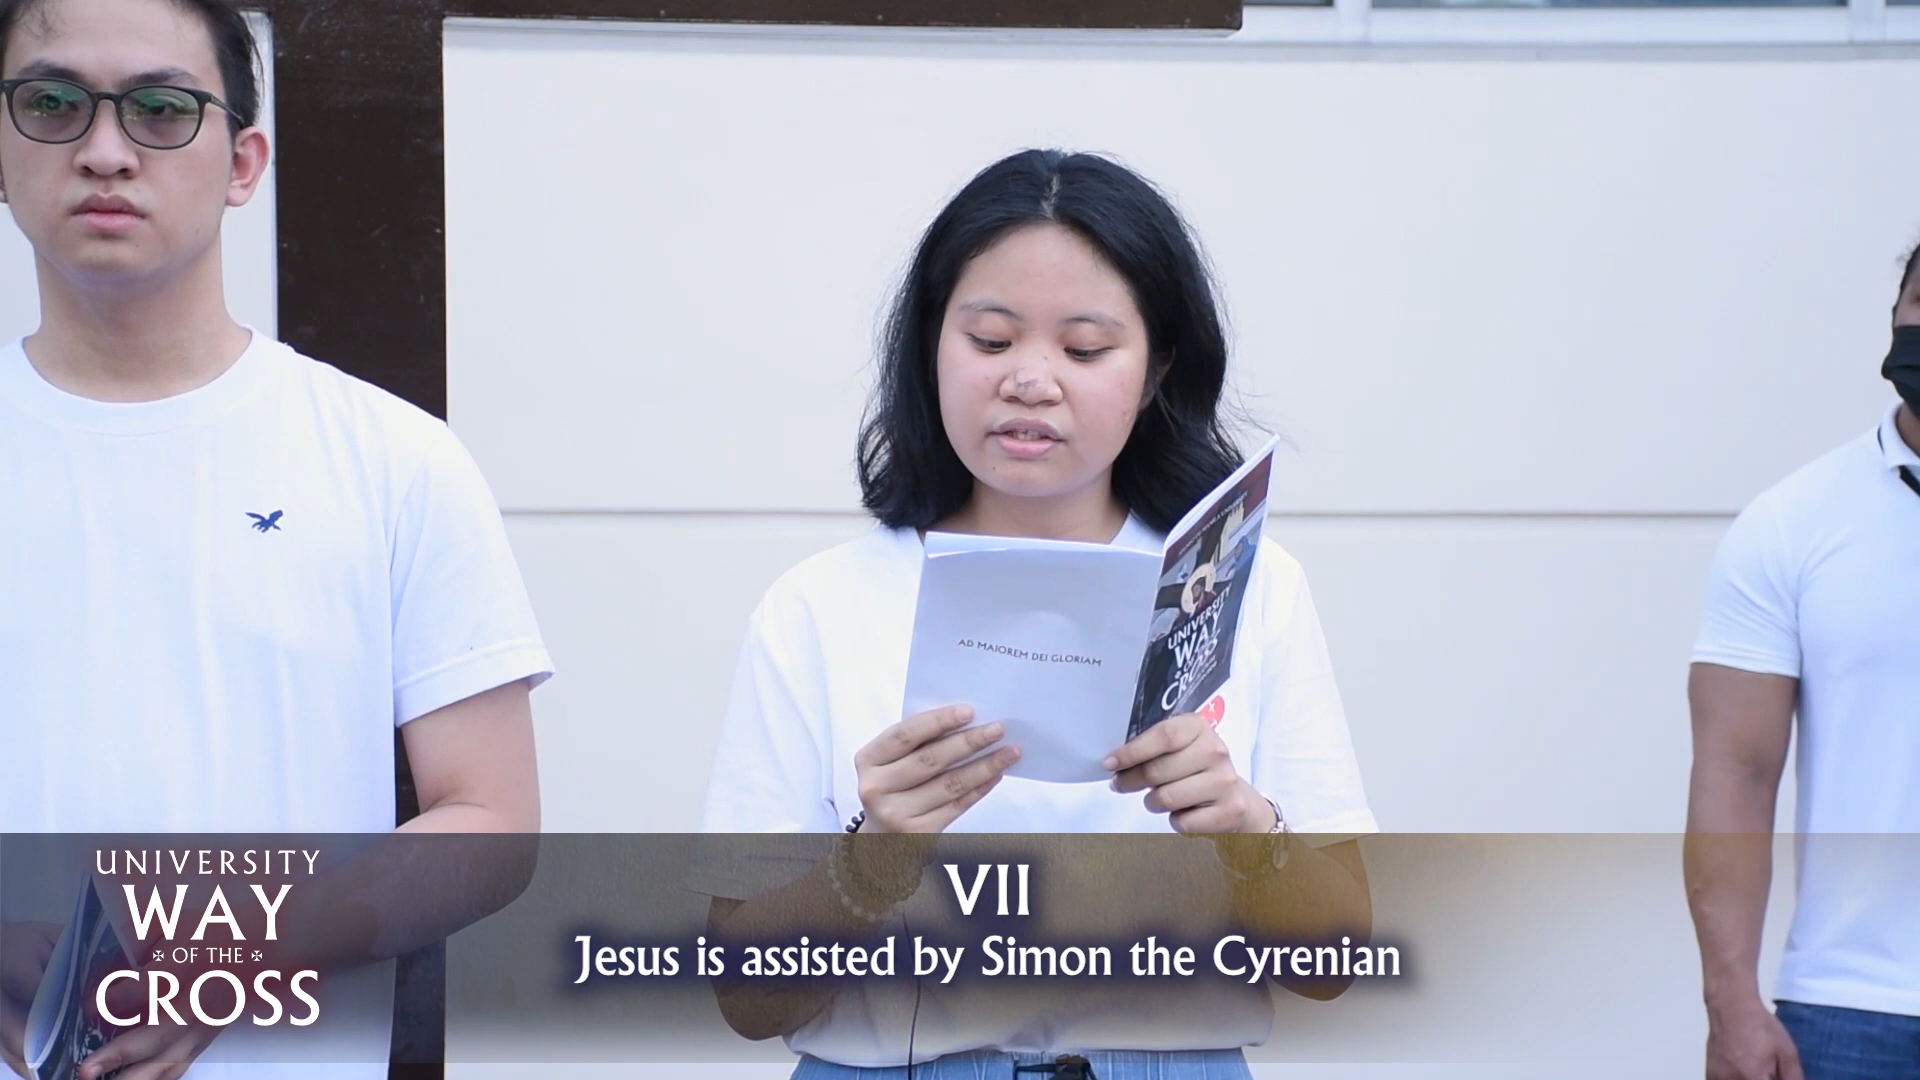 AD MAIOREM DEI GLORIAM
UNIVERSITY
WAY
CROSS
UNIVERSITY
WAY
OF THE
CROSS
VII
Jesus is assisted by Simon the Cyrenian